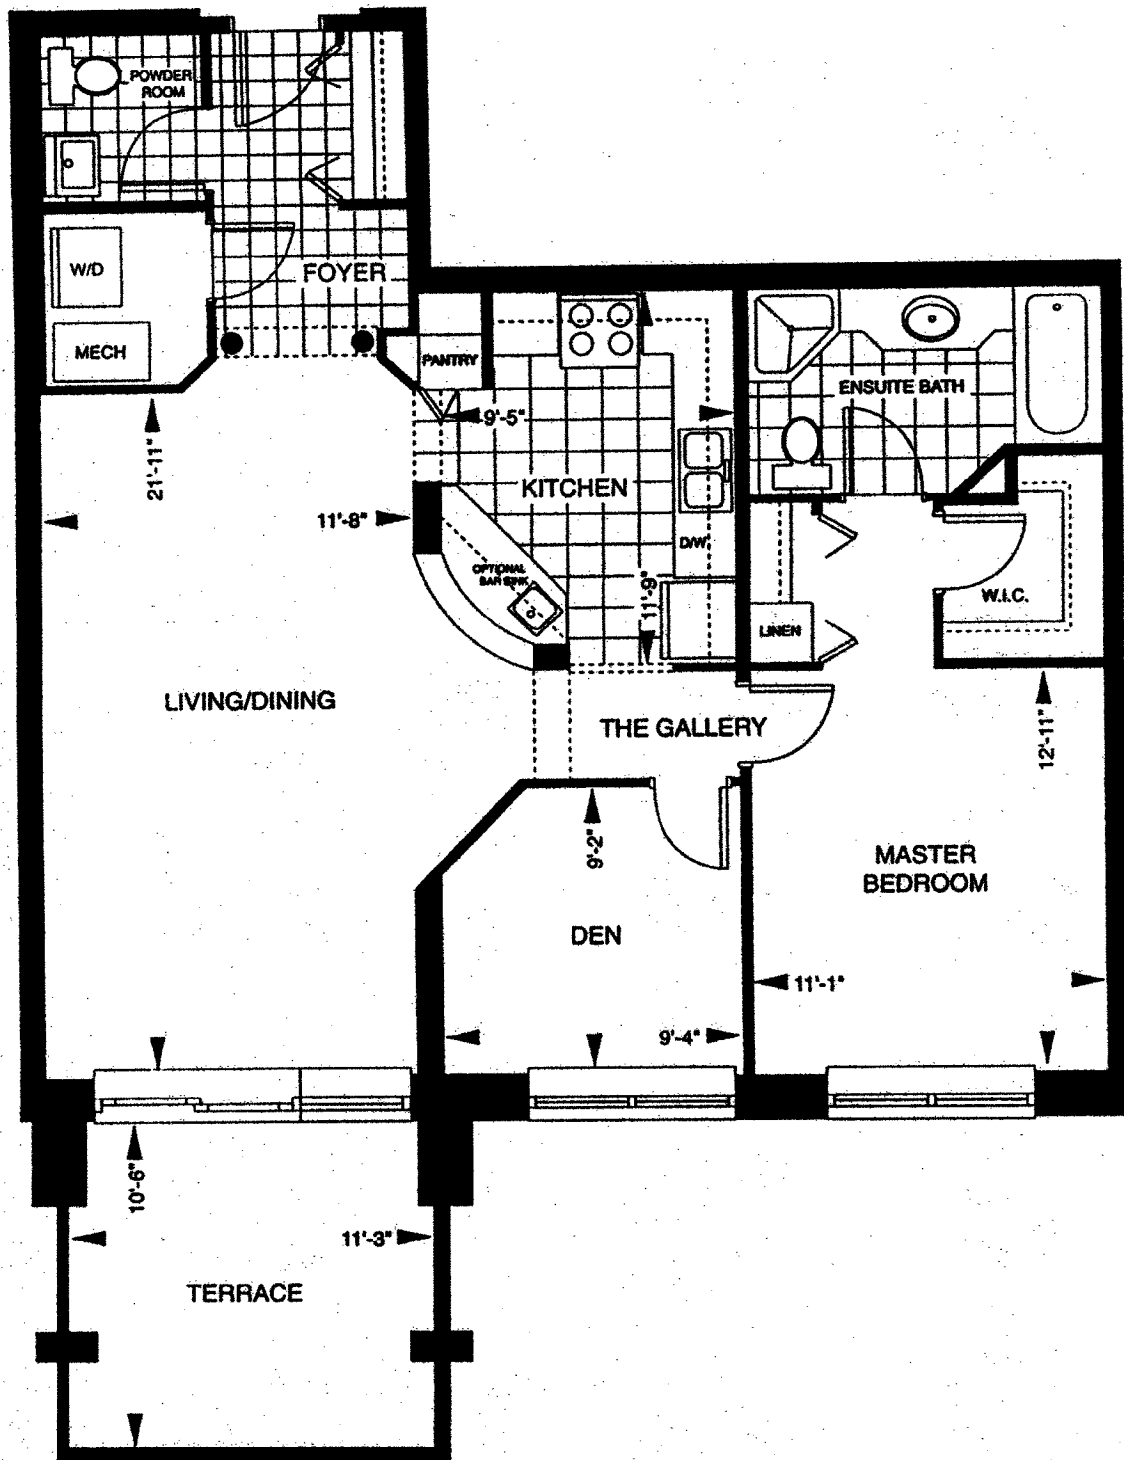 POWDER
ROOM
W/D
FOYER
MECH
PANTRY
ENSUITE BATH
9'-5"
21'-11"
KITCHEN
11'-8"
D/W
OPTIONAL
BAR SINK
11'-9"
W.I.C.
LINEN
LIVING/DINING
THE GALLERY
12'-11"
9'-2"
MASTER
BEDROOM
DEN
11'-1"
9'-4"
10'-6"
11'-3"
TERRACE